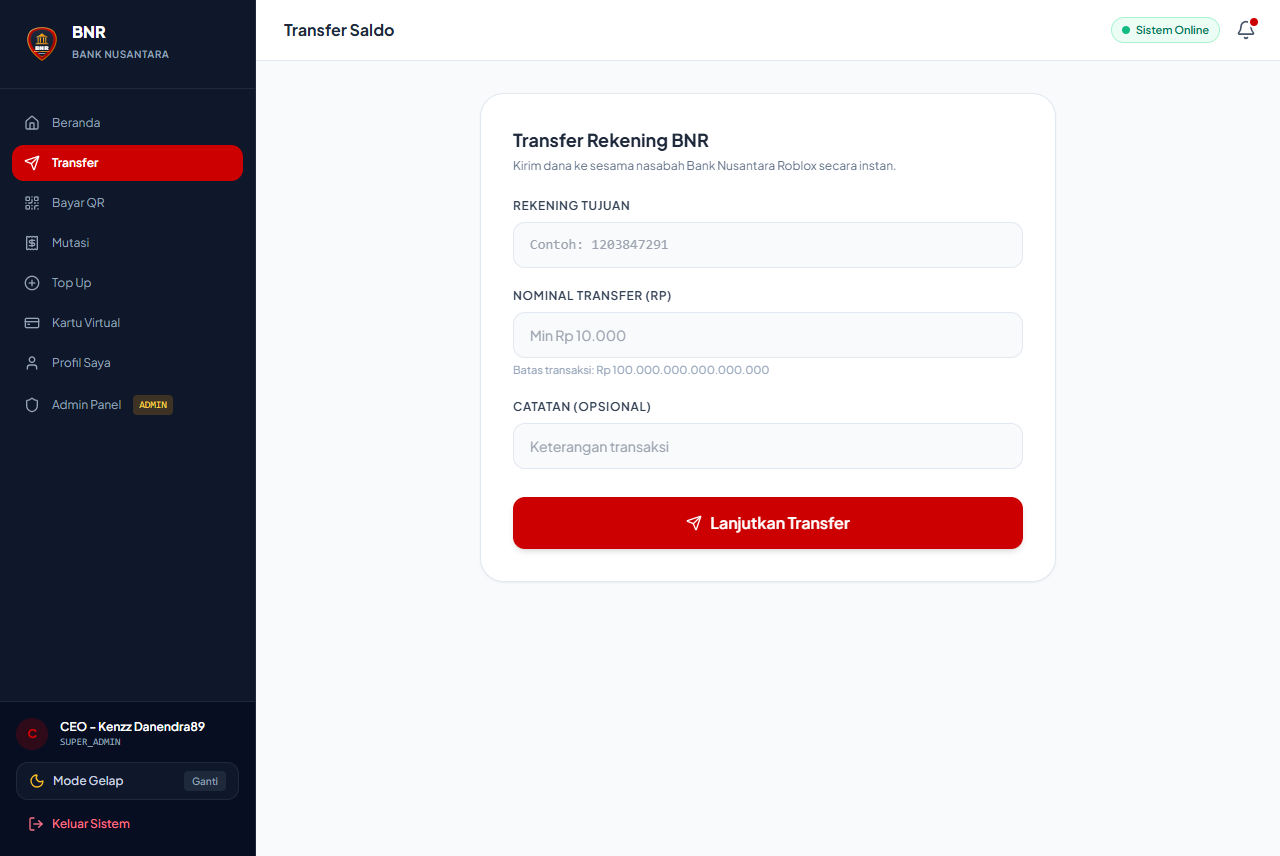 BNR
BNR
BANK NUSANTARA
Beranda
Transfer
Bayar QR
Mutasi
Top Up
Kartu Virtual
Profil Saya
Admin Panel ADMIN
C
CEO - Kenzz Danendra89
SUPER_ADMIN
Mode Gelap Ganti
Keluar Sistem
Transfer Saldo
Sistem Online
Transfer Rekening BNR
Kirim dana ke sesama nasabah Bank Nusantara Roblox secara instan.
REKENING TUJUAN
Contoh: 1203847291
NOMINAL TRANSFER (RP)
Min Rp 10.000
Batas transaksi: Rp 100.000.000.000.000.000
CATATAN (OPSIONAL)
Keterangan transaksi
Lanjutkan Transfer